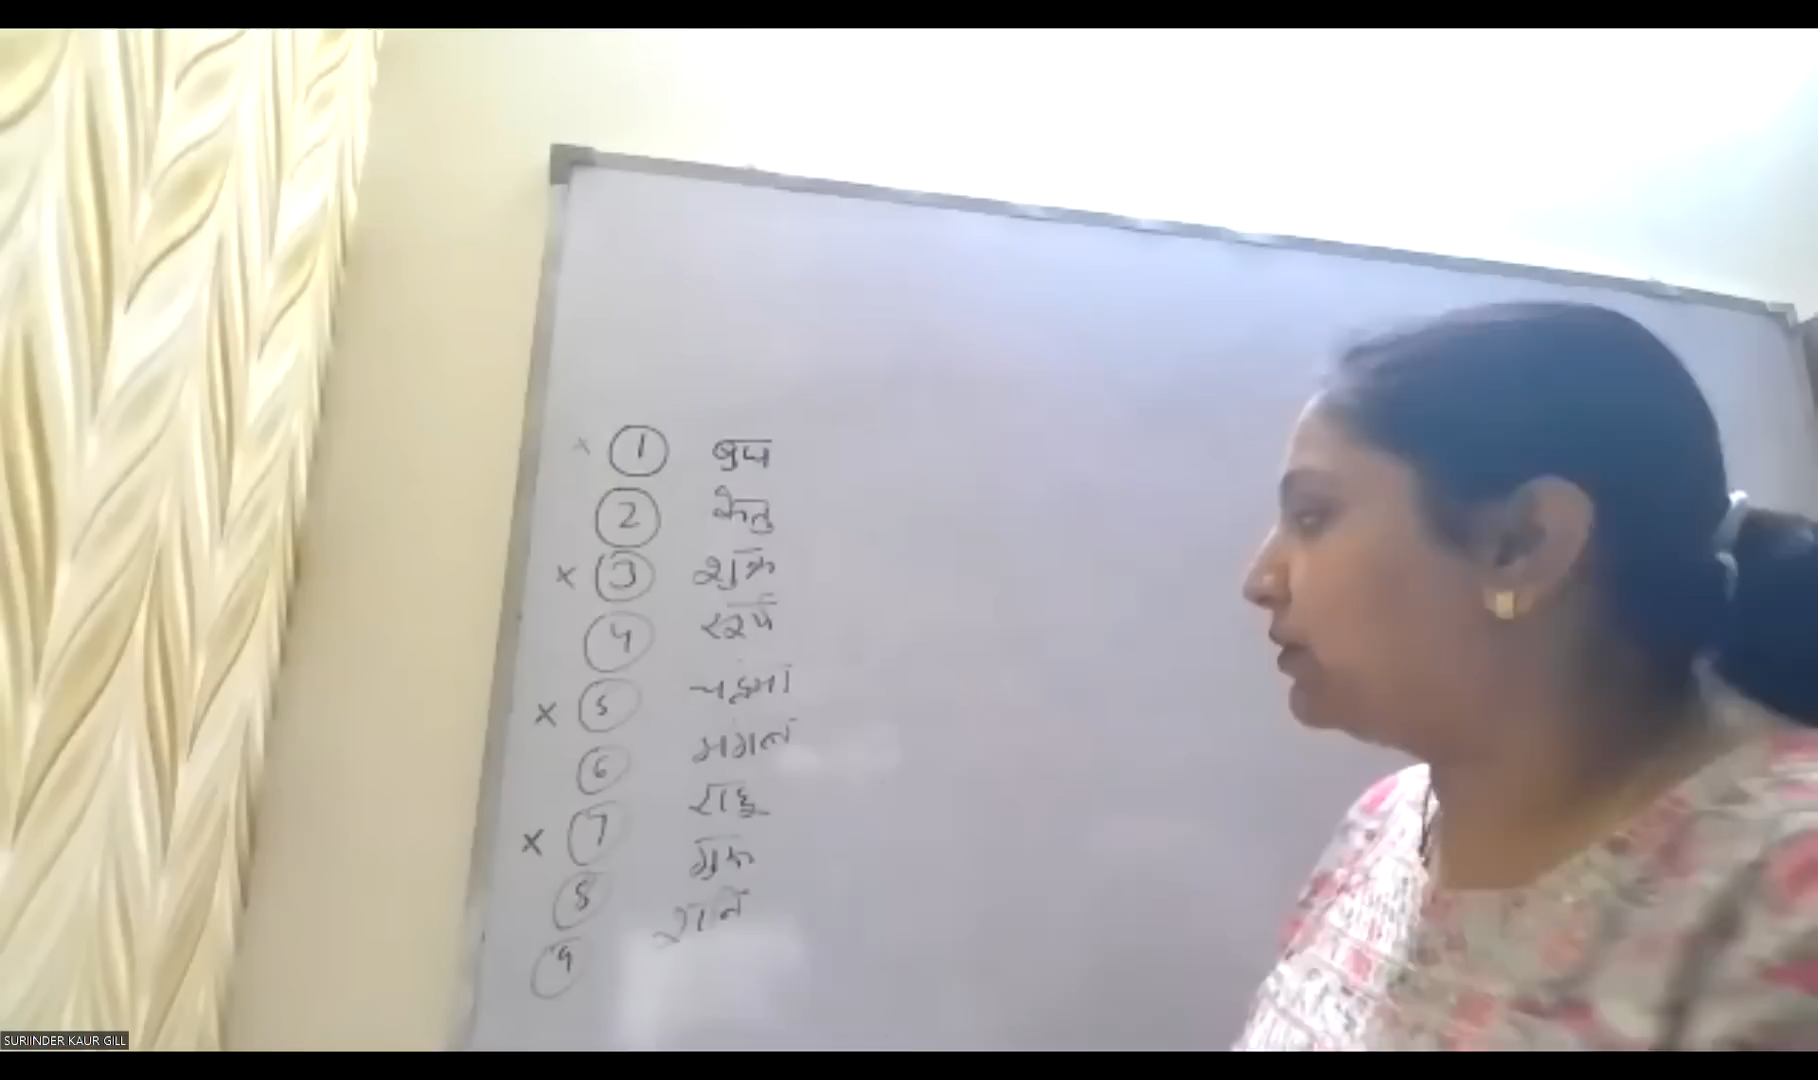 × 1 बुध
2 केतु
× 3 शुक्र
4 सूर्य
× 5 चन्द्रमा
6 मंगल
× 7 राहू
8 गुरू
9 शनि
SURIINDER KAUR GILL